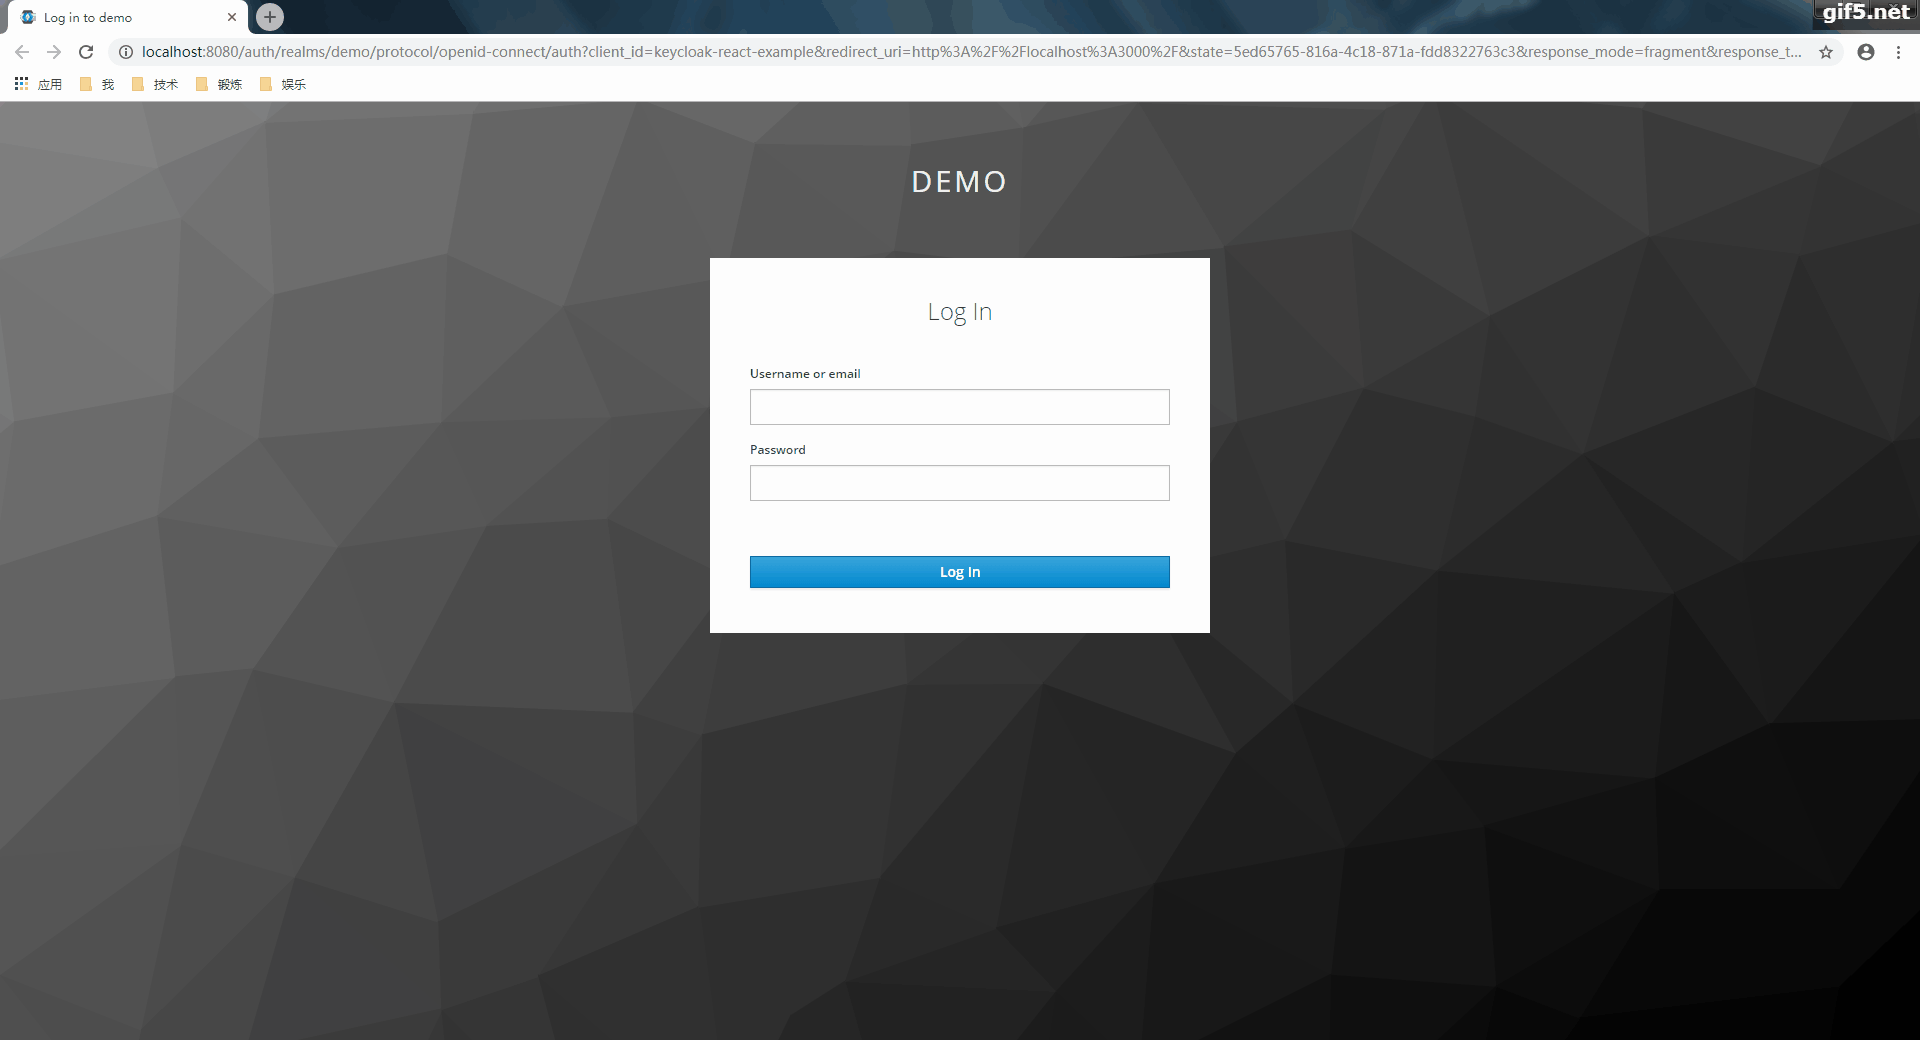 Log in to demo
gif5.net
localhost:8080/auth/realms/demo/protocol/openid-connect/auth?client_id=keycloak-react-example&redirect_uri=http%3A%2F%2Flocalhost%3A3000%2F&state=5ed65765-816a-4c18-871a-fdd8322763c3&response_mode=fragment&response_t...
应用 我 技术 锻炼 娱乐
DEMO
Log In
Username or email
Password
Log In